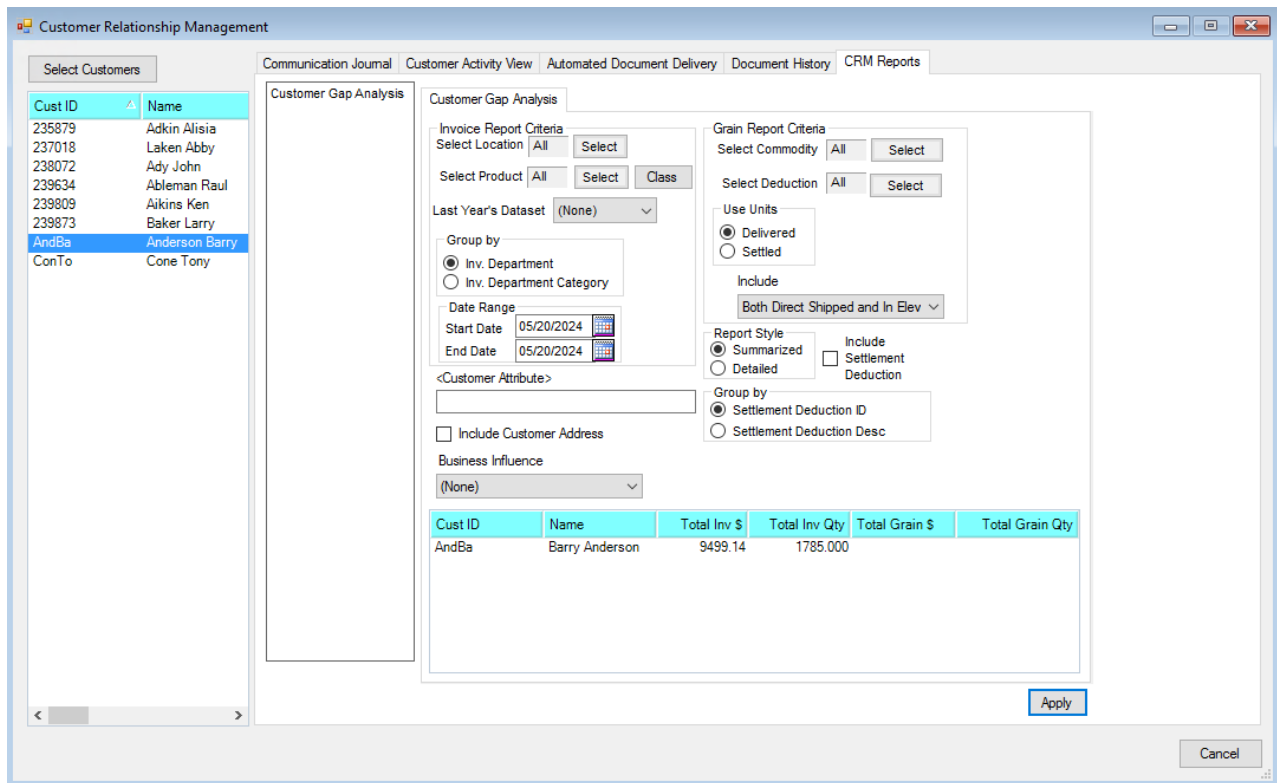 Customer Relationship Management
Select Customers
Cust ID Name
235879 Adkin Alisia
237018 Laken Abby
238072 Ady John
239634 Ableman Raul
239809 Aikins Ken
239873 Baker Larry
AndBa Anderson Barry
ConTo Cone Tony
Communication Journal Customer Activity View Automated Document Delivery Document History CRM Reports
Customer Gap Analysis
Customer Gap Analysis
Invoice Report Criteria
Select Location All Select
Select Product All Select Class
Last Year's Dataset (None)
Group by
Inv. Department
Inv. Department Category
Date Range
Start Date 05/20/2024
End Date 05/20/2024
<Customer Attribute>
Include Customer Address
Business Influence
(None)
Grain Report Criteria
Select Commodity All Select
Select Deduction All Select
Use Units
Delivered
Settled
Include
Both Direct Shipped and In Elev
Report Style
Summarized
Detailed
Include
Settlement
Deduction
Group by
Settlement Deduction ID
Settlement Deduction Desc
Cust ID Name Total Inv $ Total Inv Qty Total Grain $ Total Grain Qty
AndBa Barry Anderson 9499.14 1785.000
Apply
Cancel